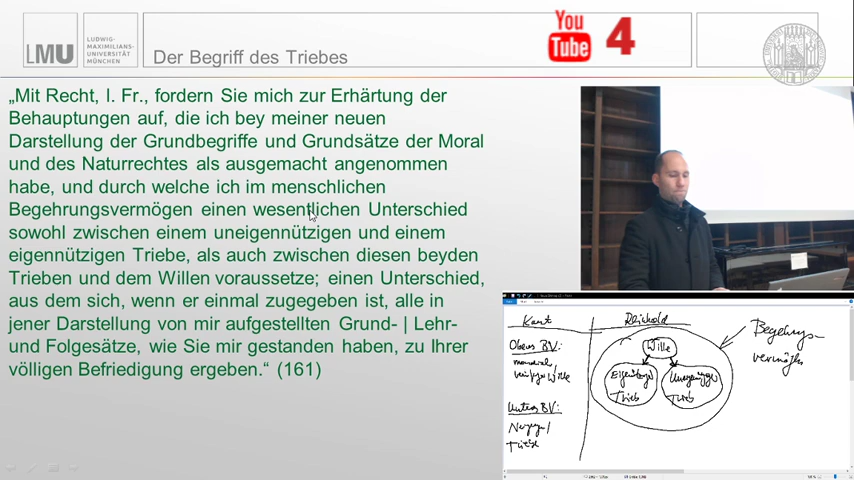 LMU
LUDWIG-
MAXIMILIANS-
UNIVERSITÄT
MÜNCHEN
Der Begriff des Triebes
You
Tube
4
„Mit Recht, l. Fr., fordern Sie mich zur Erhärtung der
Behauptungen auf, die ich bey meiner neuen
Darstellung der Grundbegriffe und Grundsätze der Moral
und des Naturrechtes als ausgemacht angenommen
habe, und durch welche ich im menschlichen
Begehrungsvermögen einen wesentlichen Unterschied
sowohl zwischen einem uneigennützigen und einem
eigennützigen Triebe, als auch zwischen diesen beyden
Trieben und dem Willen voraussetze; einen Unterschied,
aus dem sich, wenn er einmal zugegeben ist, alle in
jener Darstellung von mir aufgestellten Grund- | Lehr-
und Folgesätze, wie Sie mir gestanden haben, zu Ihrer
völligen Befriedigung ergeben.“ (161)
Kant
Reinhold
Oberes BV:
Wille
Trieb
Trieb
Unteres BV:
Begehrungs-
vermögen